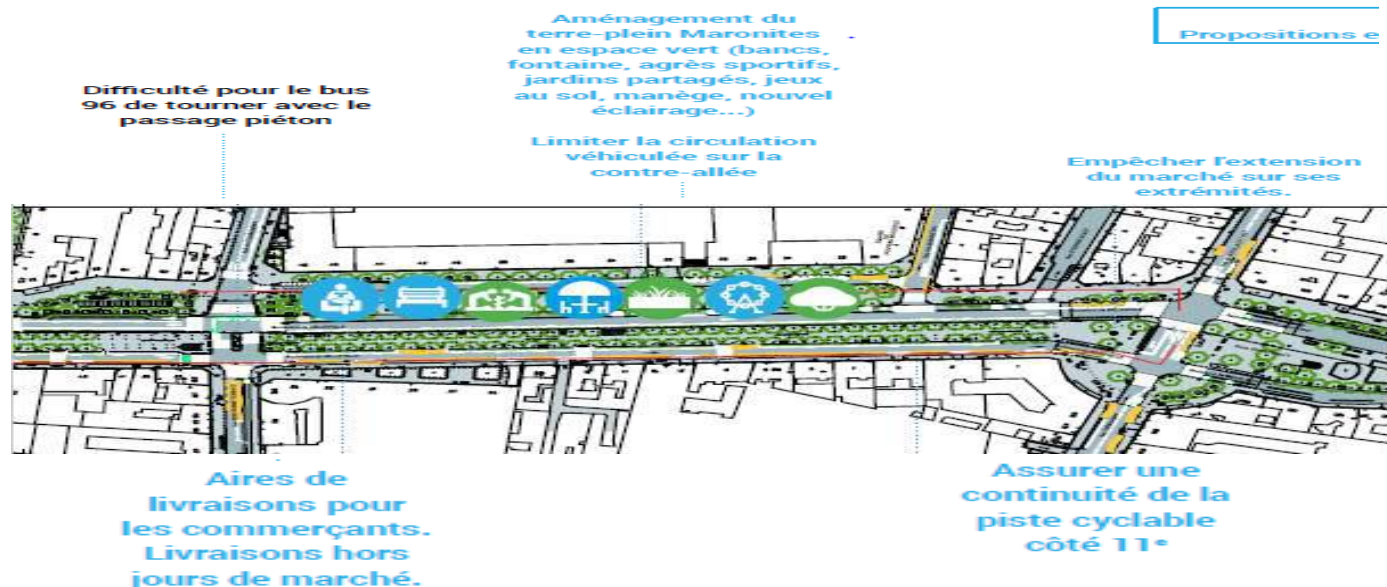 Aménagement du
terre-plein Maronites
en espace vert (bancs,
fontaine, agrès sportifs,
jardins partagés, jeux
au sol, manège, nouvel
éclairage...)
Propositions e
Difficulté pour le bus
96 de tourner avec le
passage piéton
Limiter la circulation
véhiculée sur la
contre-allée
Empêcher l'extension
du marché sur ses
extrémités.
Aires de
livraisons pour
les commerçants.
Livraisons hors
jours de marché.
Assurer une
continuité de la
piste cyclable
côté 11e